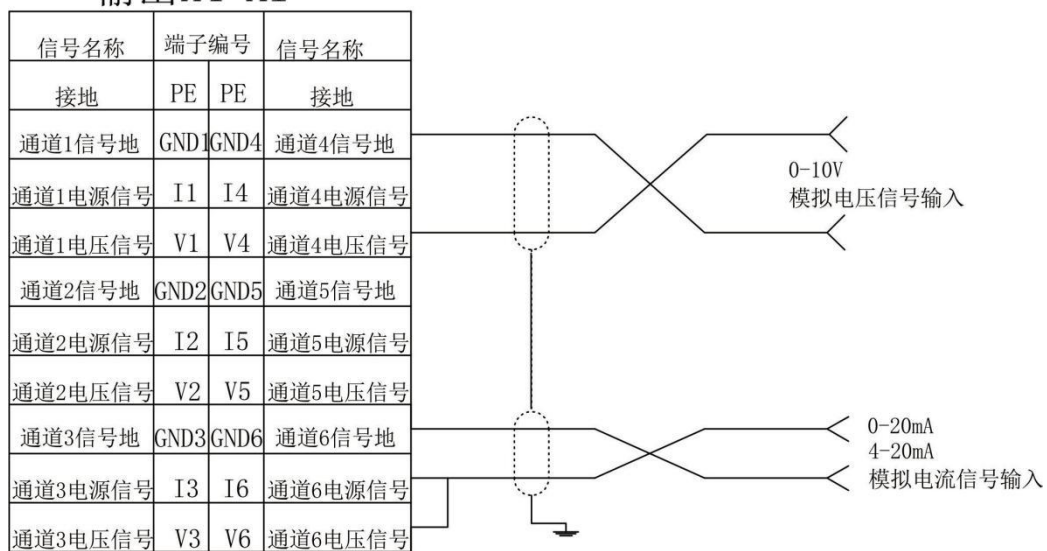 信号名称 端子编号 信号名称
接地 PE PE 接地
通道1信号地 GND1 GND4 通道4信号地
通道1电源信号 I1 I4 通道4电源信号
通道1电压信号 V1 V4 通道4电压信号
通道2信号地 GND2 GND5 通道5信号地
通道2电源信号 I2 I5 通道5电源信号
通道2电压信号 V2 V5 通道5电压信号
通道3信号地 GND3 GND6 通道6信号地
通道3电源信号 I3 I6 通道6电源信号
通道3电压信号 V3 V6 通道6电压信号
0-10V
模拟电压信号输入
0-20mA
4-20mA
模拟电流信号输入